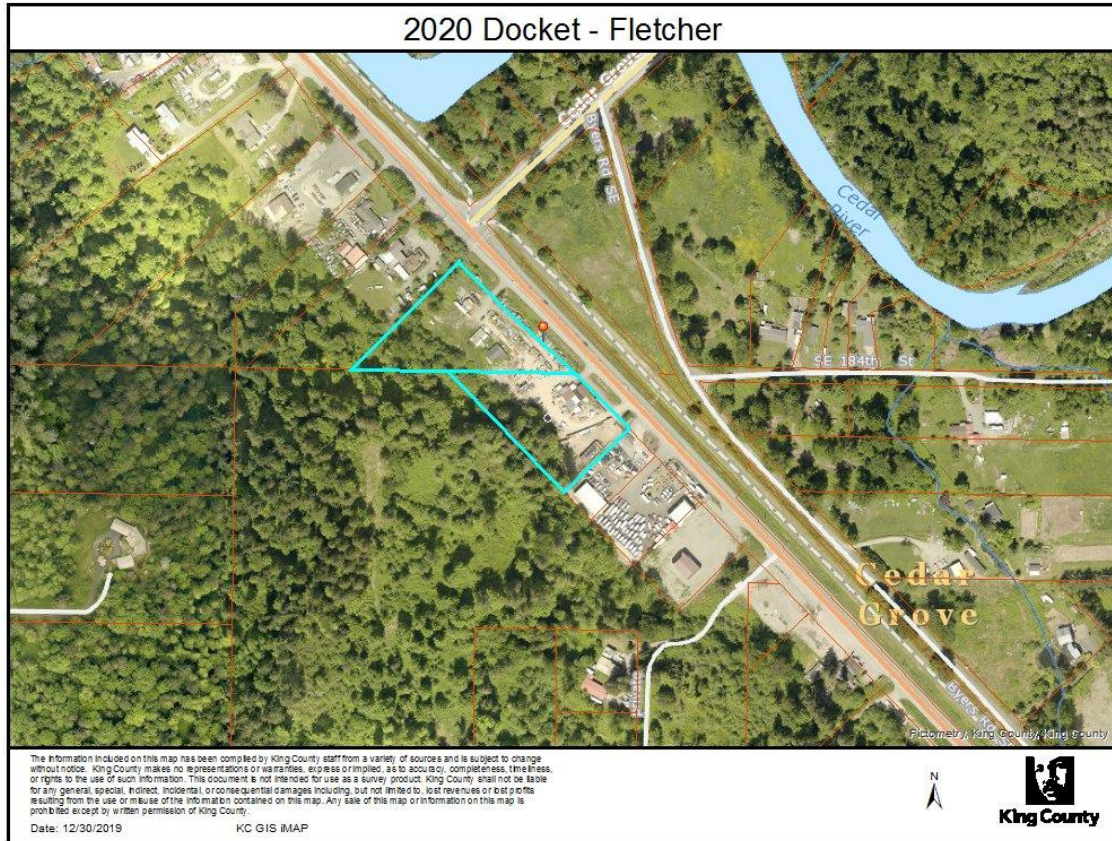 2020 Docket - Fletcher
Cedar Grove
Byers Rd SE
Cedar
River
SE 184th St
Cedar
Grove
Byers Rd S
Pictometry, King County, King County
The information included on this map has been compiled by King County staff from a variety of sources and is subject to change
without notice. King County makes no representations or warranties, express or implied, as to accuracy, completeness, timeliness,
or rights to the use of such information. This document is not intended for use as a survey product. King County shall not be liable
for any general, special, indirect, incidental, or consequential damages including, but not limited to, lost revenues or lost profits
resulting from the use or misuse of the information contained on this map. Any sale of this map or information on this map is
prohibited except by written permission of King County.
Date: 12/30/2019
KC GIS iMAP
N
King County